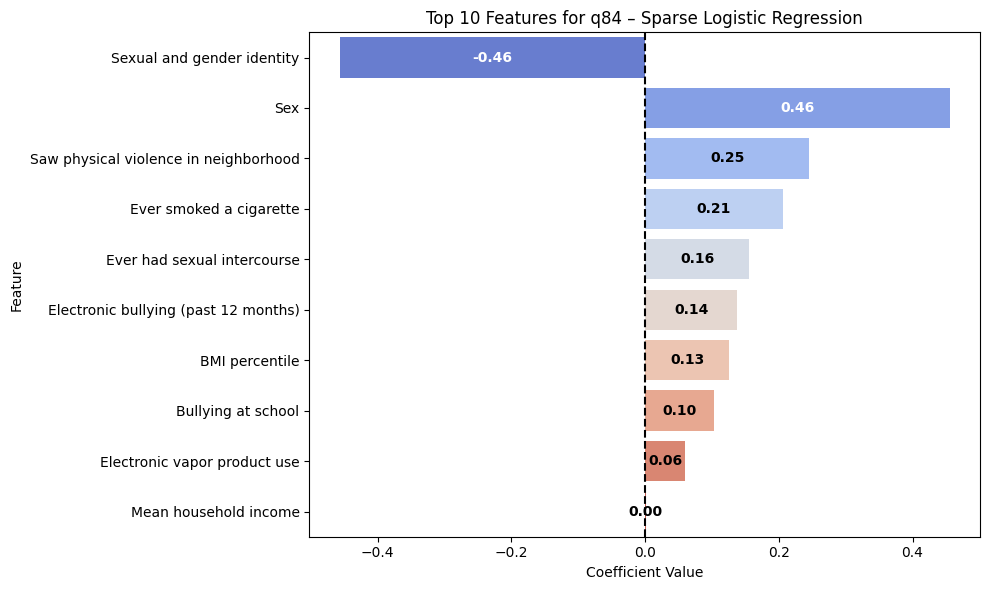 Top 10 Features for q84 – Sparse Logistic Regression
Sexual and gender identity
-0.46
Sex
0.46
Saw physical violence in neighborhood
0.25
Ever smoked a cigarette
0.21
Ever had sexual intercourse
0.16
Electronic bullying (past 12 months)
0.14
BMI percentile
0.13
Bullying at school
0.10
Electronic vapor product use
0.06
Mean household income
0.00
Feature
−0.4
−0.2
0.0
0.2
0.4
Coefficient Value